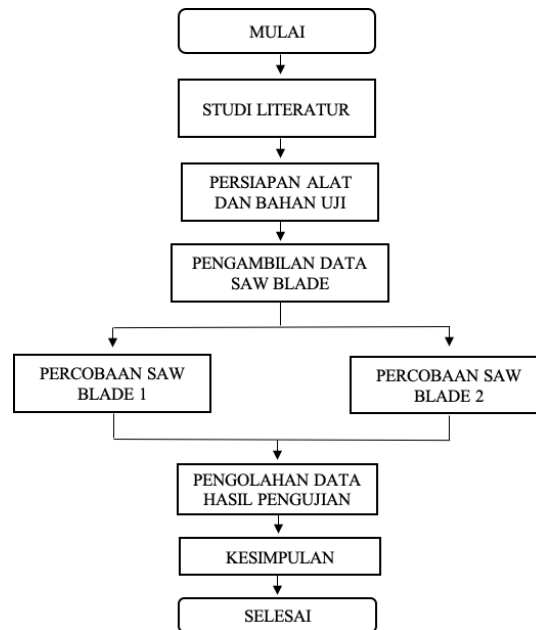 MULAI
STUDI LITERATUR
PERSIAPAN ALAT
DAN BAHAN UJI
PENGAMBILAN DATA
SAW BLADE
PERCOBAAN SAW
BLADE 1
PERCOBAAN SAW
BLADE 2
PENGOLAHAN DATA
HASIL PENGUJIAN
KESIMPULAN
SELESAI